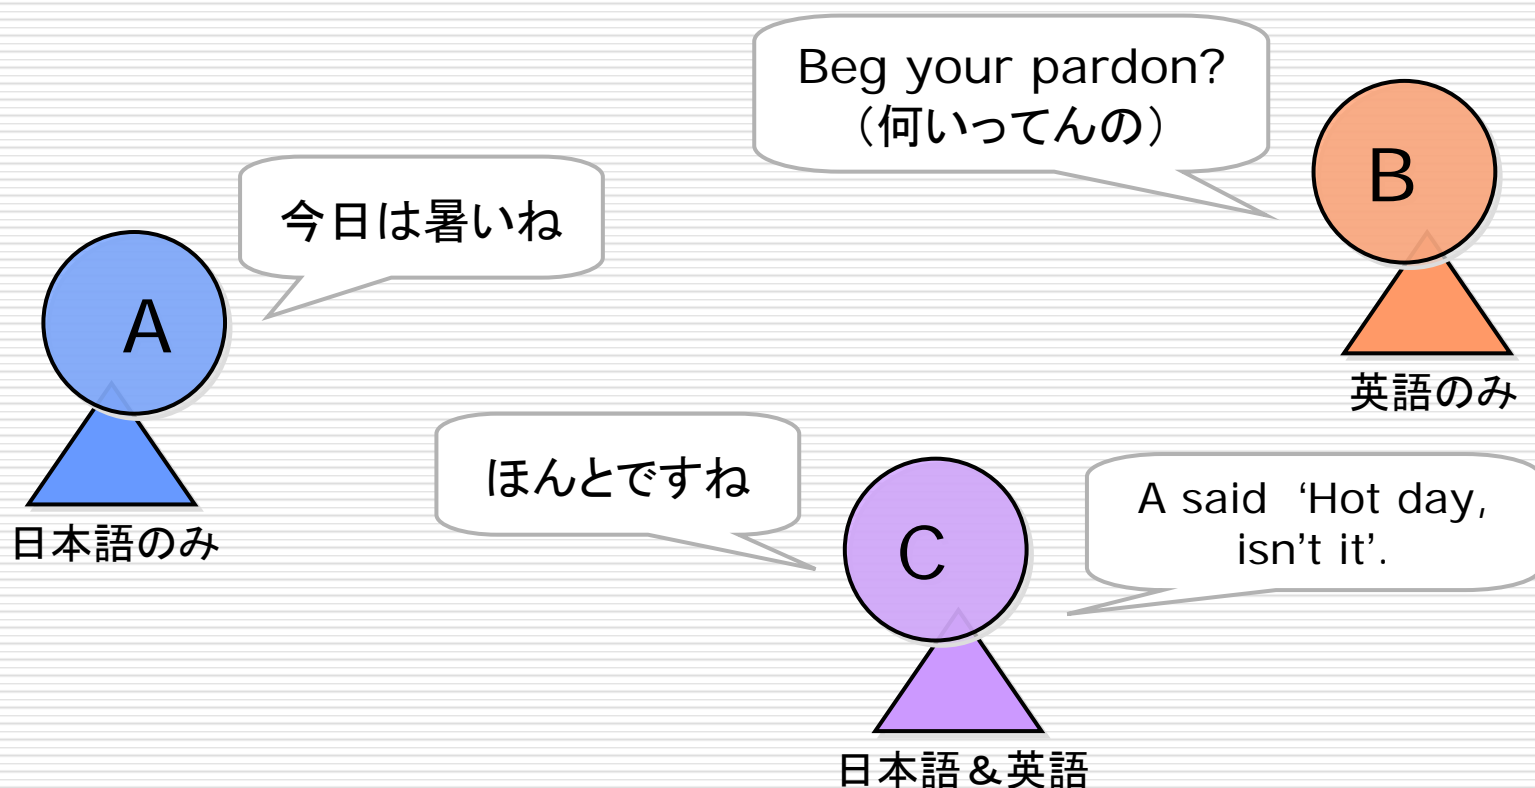 Beg your pardon?
（何いってんの）
B
今日は暑いね
A
英語のみ
ほんとですね
A said ‘Hot day,
isn’t it’.
C
日本語のみ
日本語＆英語